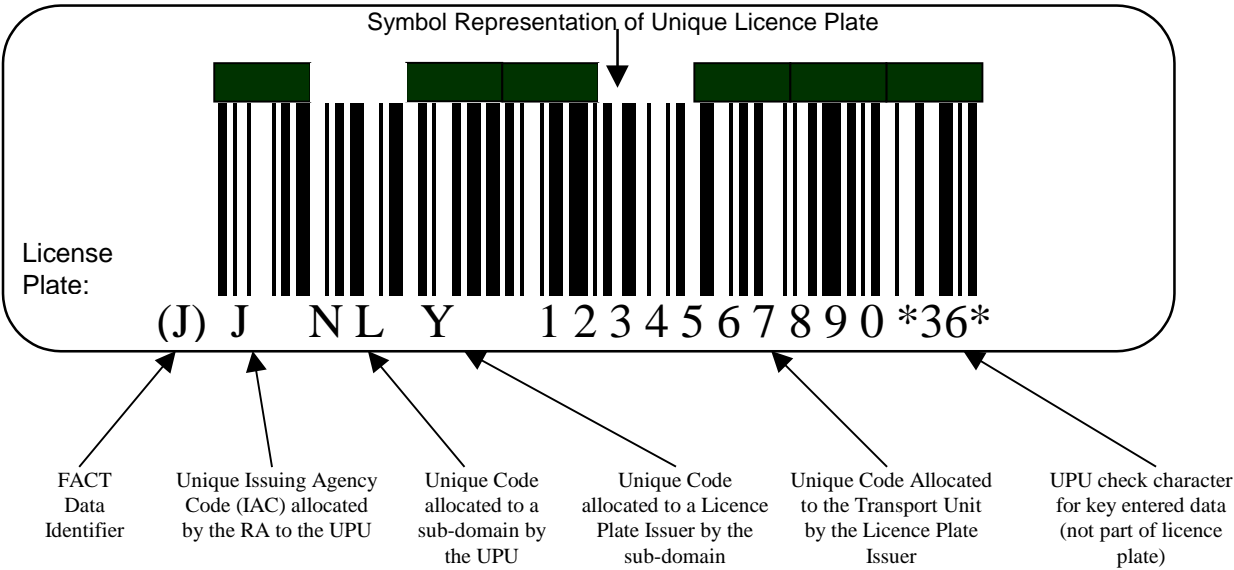 Symbol Representation of Unique Licence Plate
License
Plate:
(J) J N L Y 1 2 3 4 5 6 7 8 9 0 *36*
FACT
Data
Identifier
Unique Issuing Agency
Code (IAC) allocated
by the RA to the UPU
Unique Code
allocated to a
sub-domain by
the UPU
Unique Code
allocated to a Licence
Plate Issuer by the
sub-domain
Unique Code Allocated
to the Transport Unit
by the Licence Plate
Issuer
UPU check character
for key entered data
(not part of licence
plate)